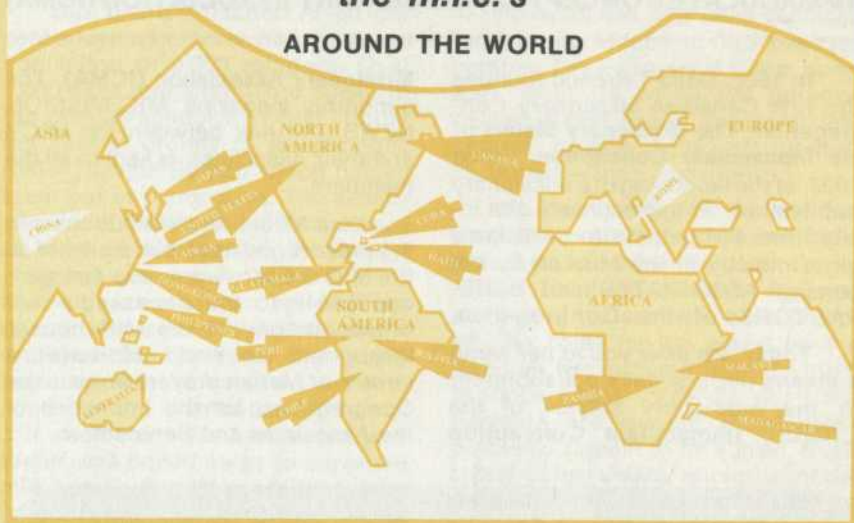 the m.i.c.'s
AROUND THE WORLD
ASIA
NORTH
AMERICA
EUROPE
CANADA
JAPAN
CHINA
UNITED STATES
ROME
CUBA
TAIWAN
HAITI
HONG KONG
GUATEMALA
SOUTH
AMERICA
AFRICA
PHILIPPINES
PERU
BOLIVIA
MALAWI
AUSTRALIA
CHILE
ZAMBIA
MADAGASCAR